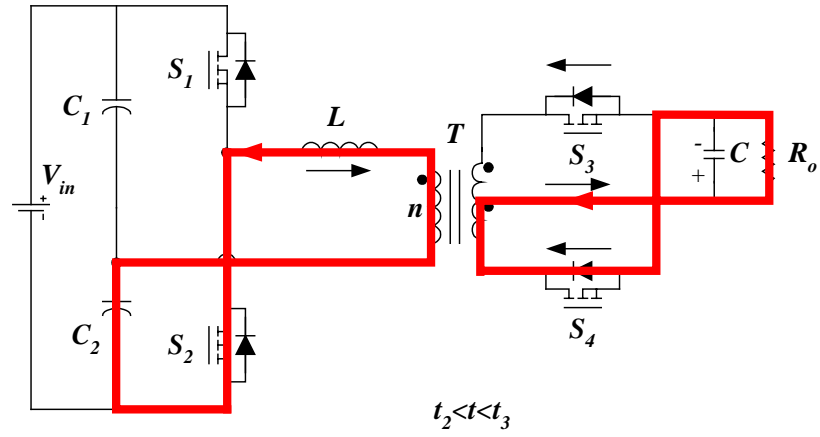 S₁
C₁
L
T
S₃
C
Rₒ
-
+
Vᵢₙ
+
-
n
C₂
S₂
S₄
t₂<t<t₃